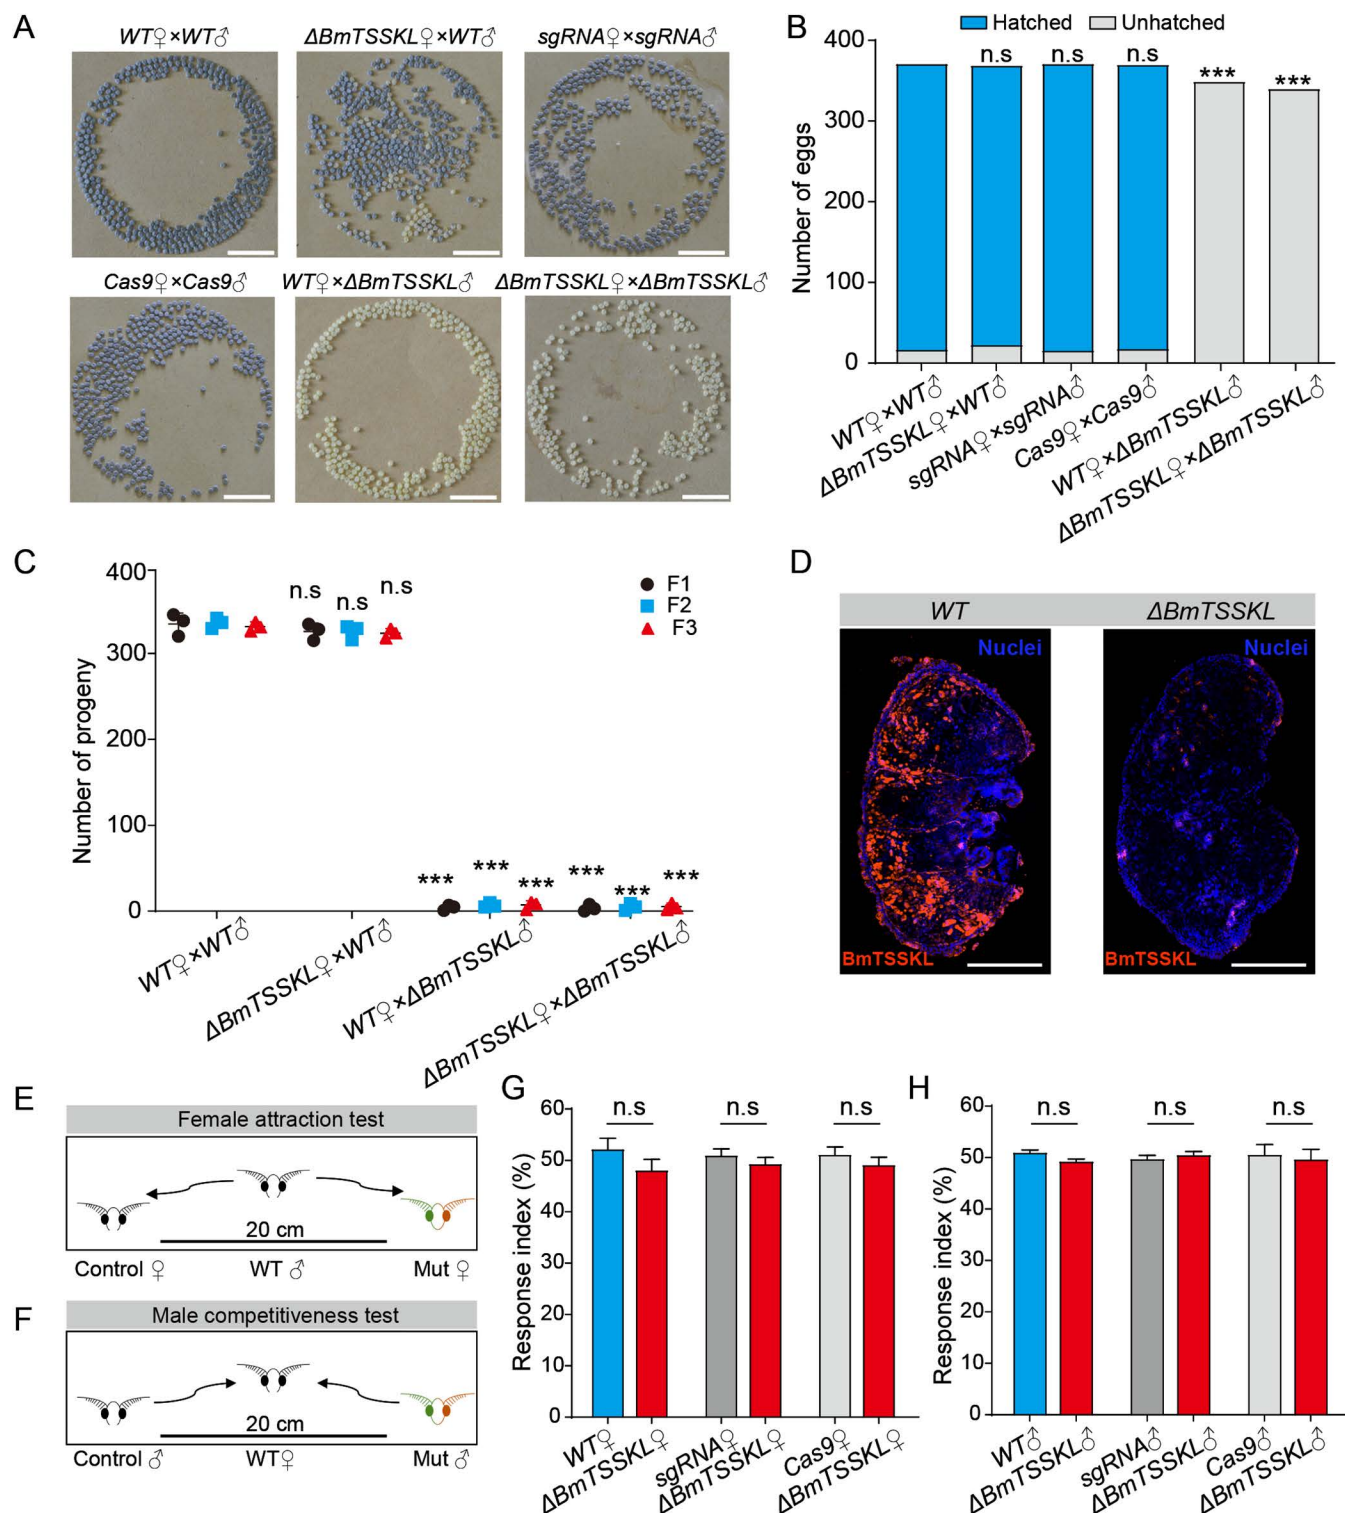 A
WT♀×WT♂
ΔBmTSSKL♀×WT♂
sgRNA♀×sgRNA♂
Cas9♀×Cas9♂
WT♀×ΔBmTSSKL♂
ΔBmTSSKL♀×ΔBmTSSKL♂
B
Hatched
Unhatched
Number of eggs
400
300
200
100
0
n.s
n.s
n.s
***
***
WT♀×WT♂
ΔBmTSSKL♀×WT♂
sgRNA♀×sgRNA♂
Cas9♀×Cas9♂
WT♀×ΔBmTSSKL♂
ΔBmTSSKL♀×ΔBmTSSKL♂
C
Number of progeny
400
300
200
100
0
n.s
n.s
n.s
***
***
***
***
***
***
F1
F2
F3
WT♀×WT♂
ΔBmTSSKL♀×WT♂
WT♀×ΔBmTSSKL♂
ΔBmTSSKL♀×ΔBmTSSKL♂
D
WT
ΔBmTSSKL
Nuclei
Nuclei
BmTSSKL
BmTSSKL
E
Female attraction test
20 cm
Control ♀
WT ♂
Mut ♀
F
Male competitiveness test
20 cm
Control ♂
WT♀
Mut ♂
G
Response index (%)
60
50
40
30
20
10
0
n.s
n.s
n.s
WT♀
ΔBmTSSKL♀
sgRNA♀
ΔBmTSSKL♀
Cas9♀
ΔBmTSSKL♀
H
Response index (%)
60
50
40
30
20
10
0
n.s
n.s
n.s
WT♂
ΔBmTSSKL♂
sgRNA♂
ΔBmTSSKL♂
Cas9♂
ΔBmTSSKL♂